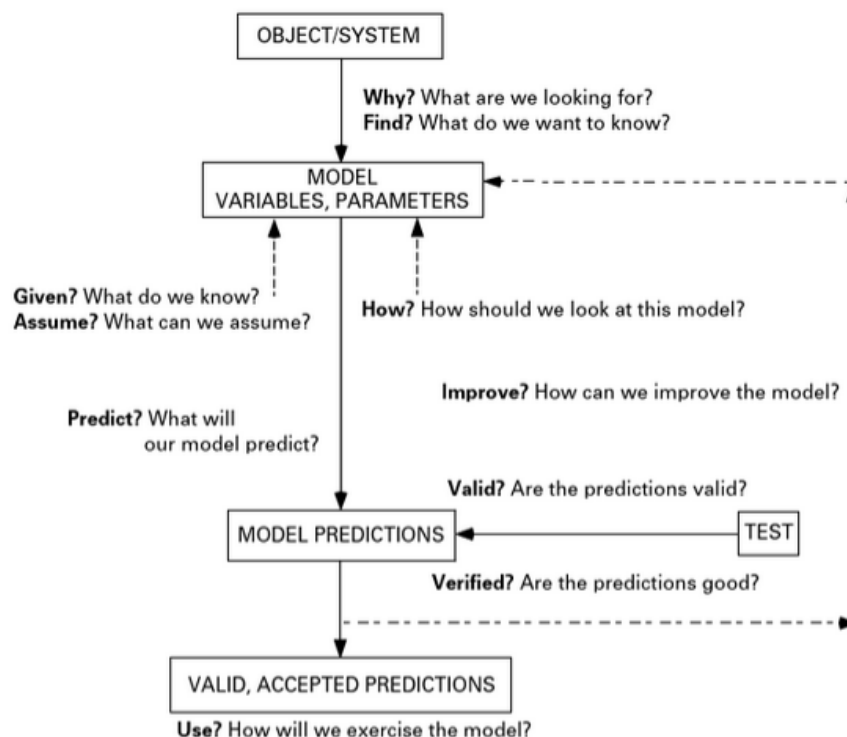 OBJECT/SYSTEM
Why? What are we looking for?
Find? What do we want to know?
MODEL
VARIABLES, PARAMETERS
Given? What do we know?
Assume? What can we assume?
How? How should we look at this model?
Improve? How can we improve the model?
Predict? What will
our model predict?
Valid? Are the predictions valid?
MODEL PREDICTIONS
TEST
Verified? Are the predictions good?
VALID, ACCEPTED PREDICTIONS
Use? How will we exercise the model?